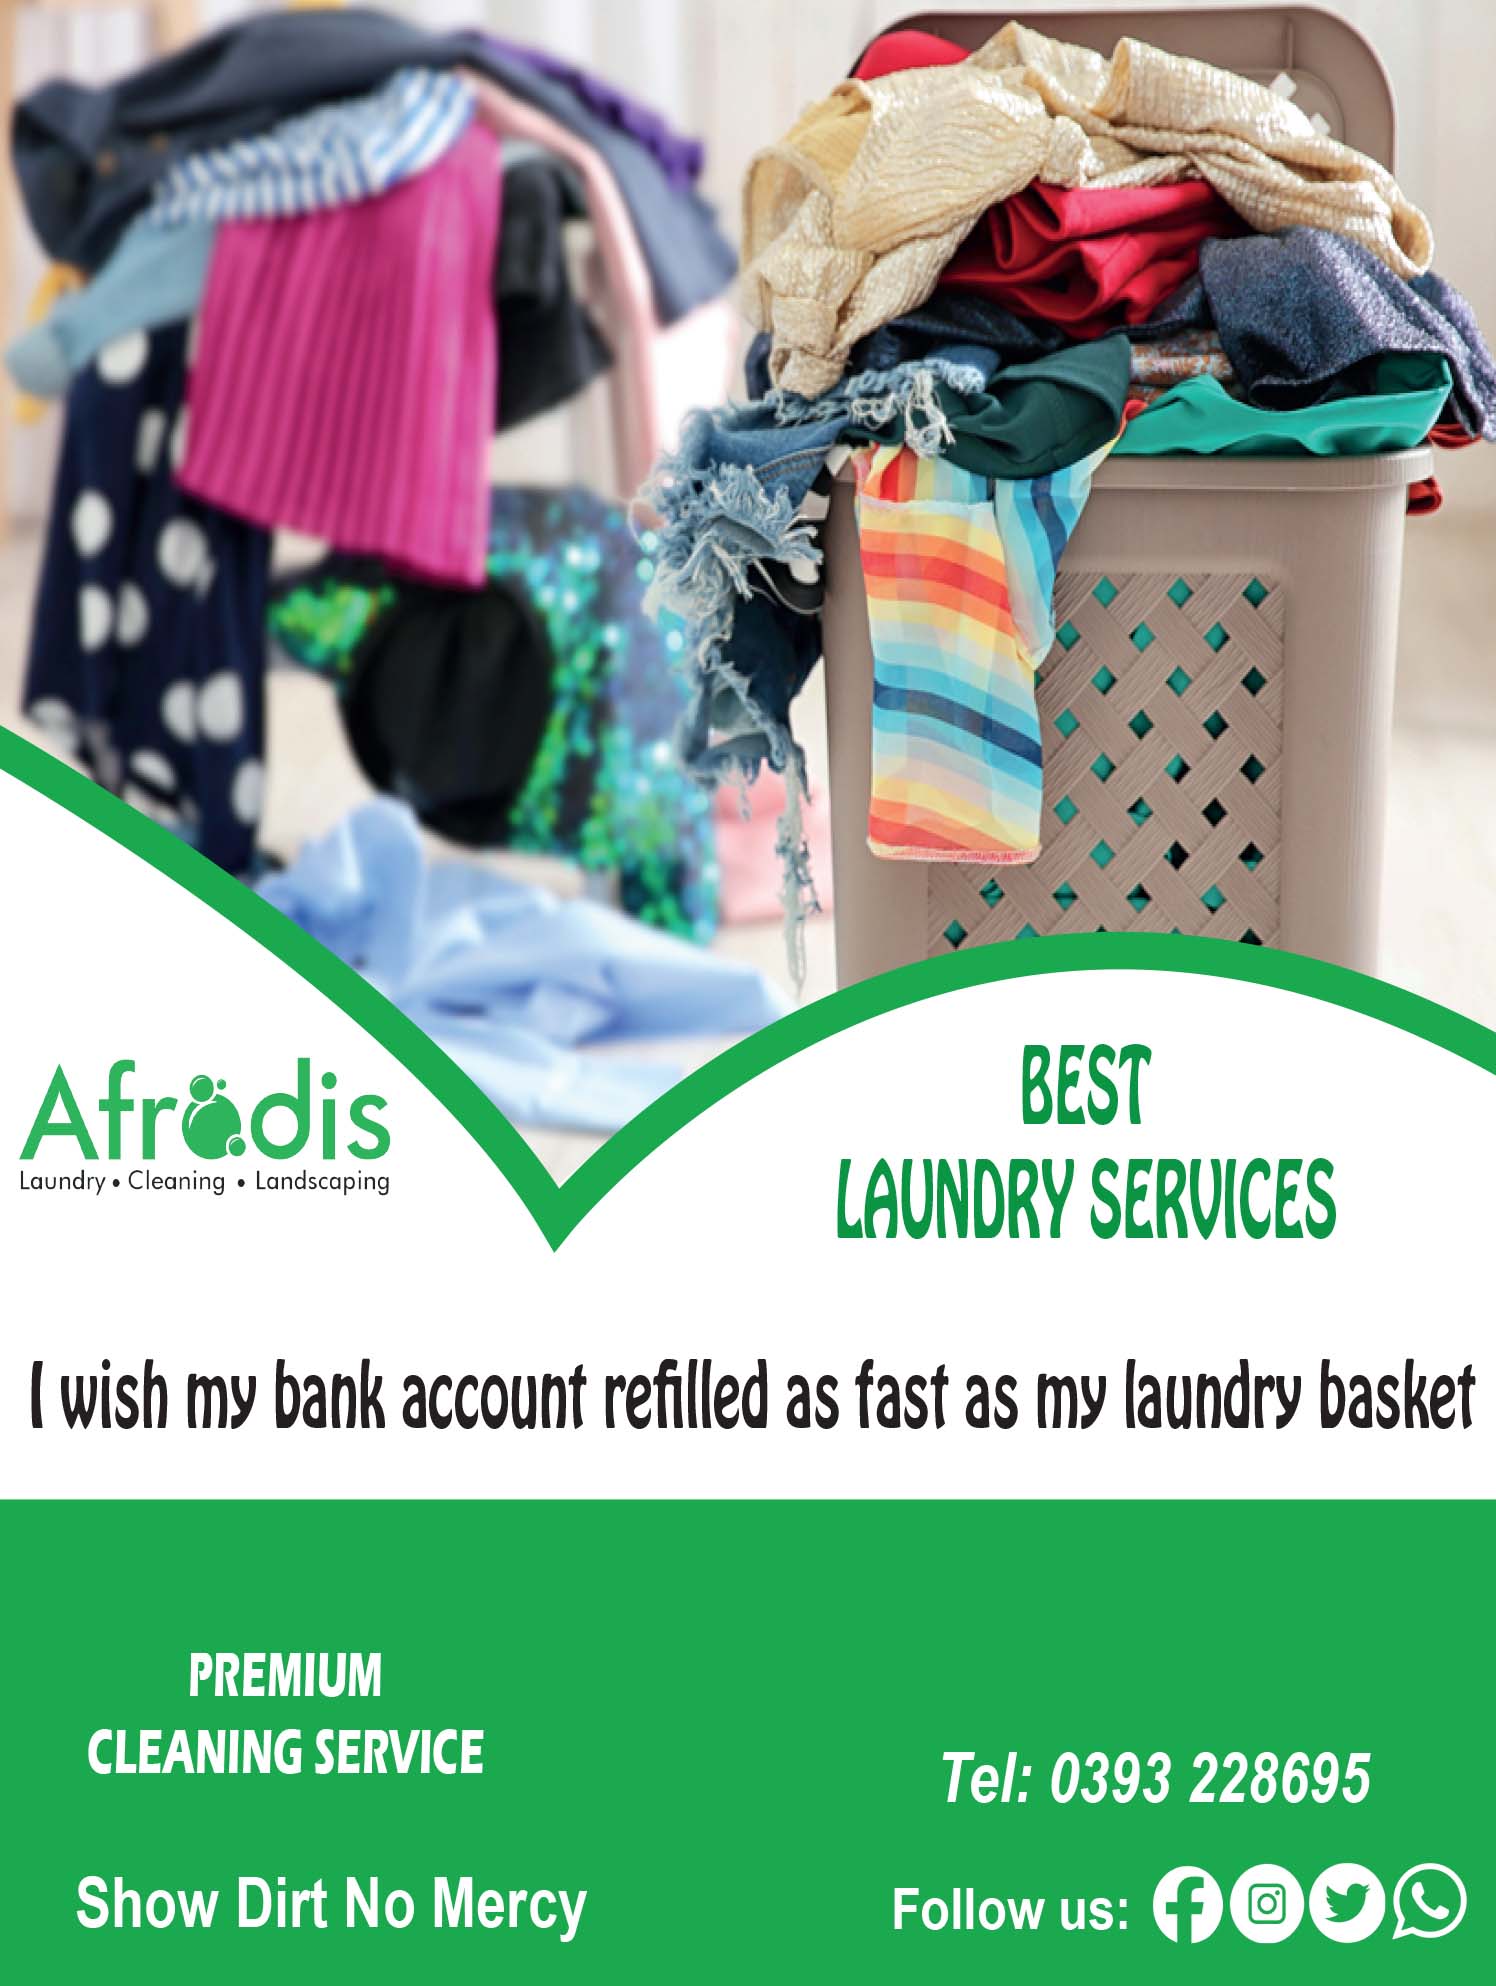 Afrodis
Laundry • Cleaning • Landscaping
BEST
LAUNDRY SERVICES
I wish my bank account refilled as fast as my laundry basket
PREMIUM
CLEANING SERVICE
Show Dirt No Mercy
Tel: 0393 228695
Follow us: